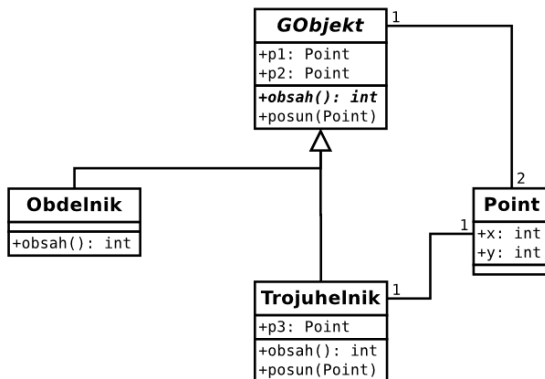 GObjekt
+p1: Point
+p2: Point
+obsah(): int
+posun(Point)
1
2
Obdelnik
+obsah(): int
Point
+x: int
+y: int
1
Trojuhelnik
+p3: Point
+obsah(): int
+posun(Point)
1